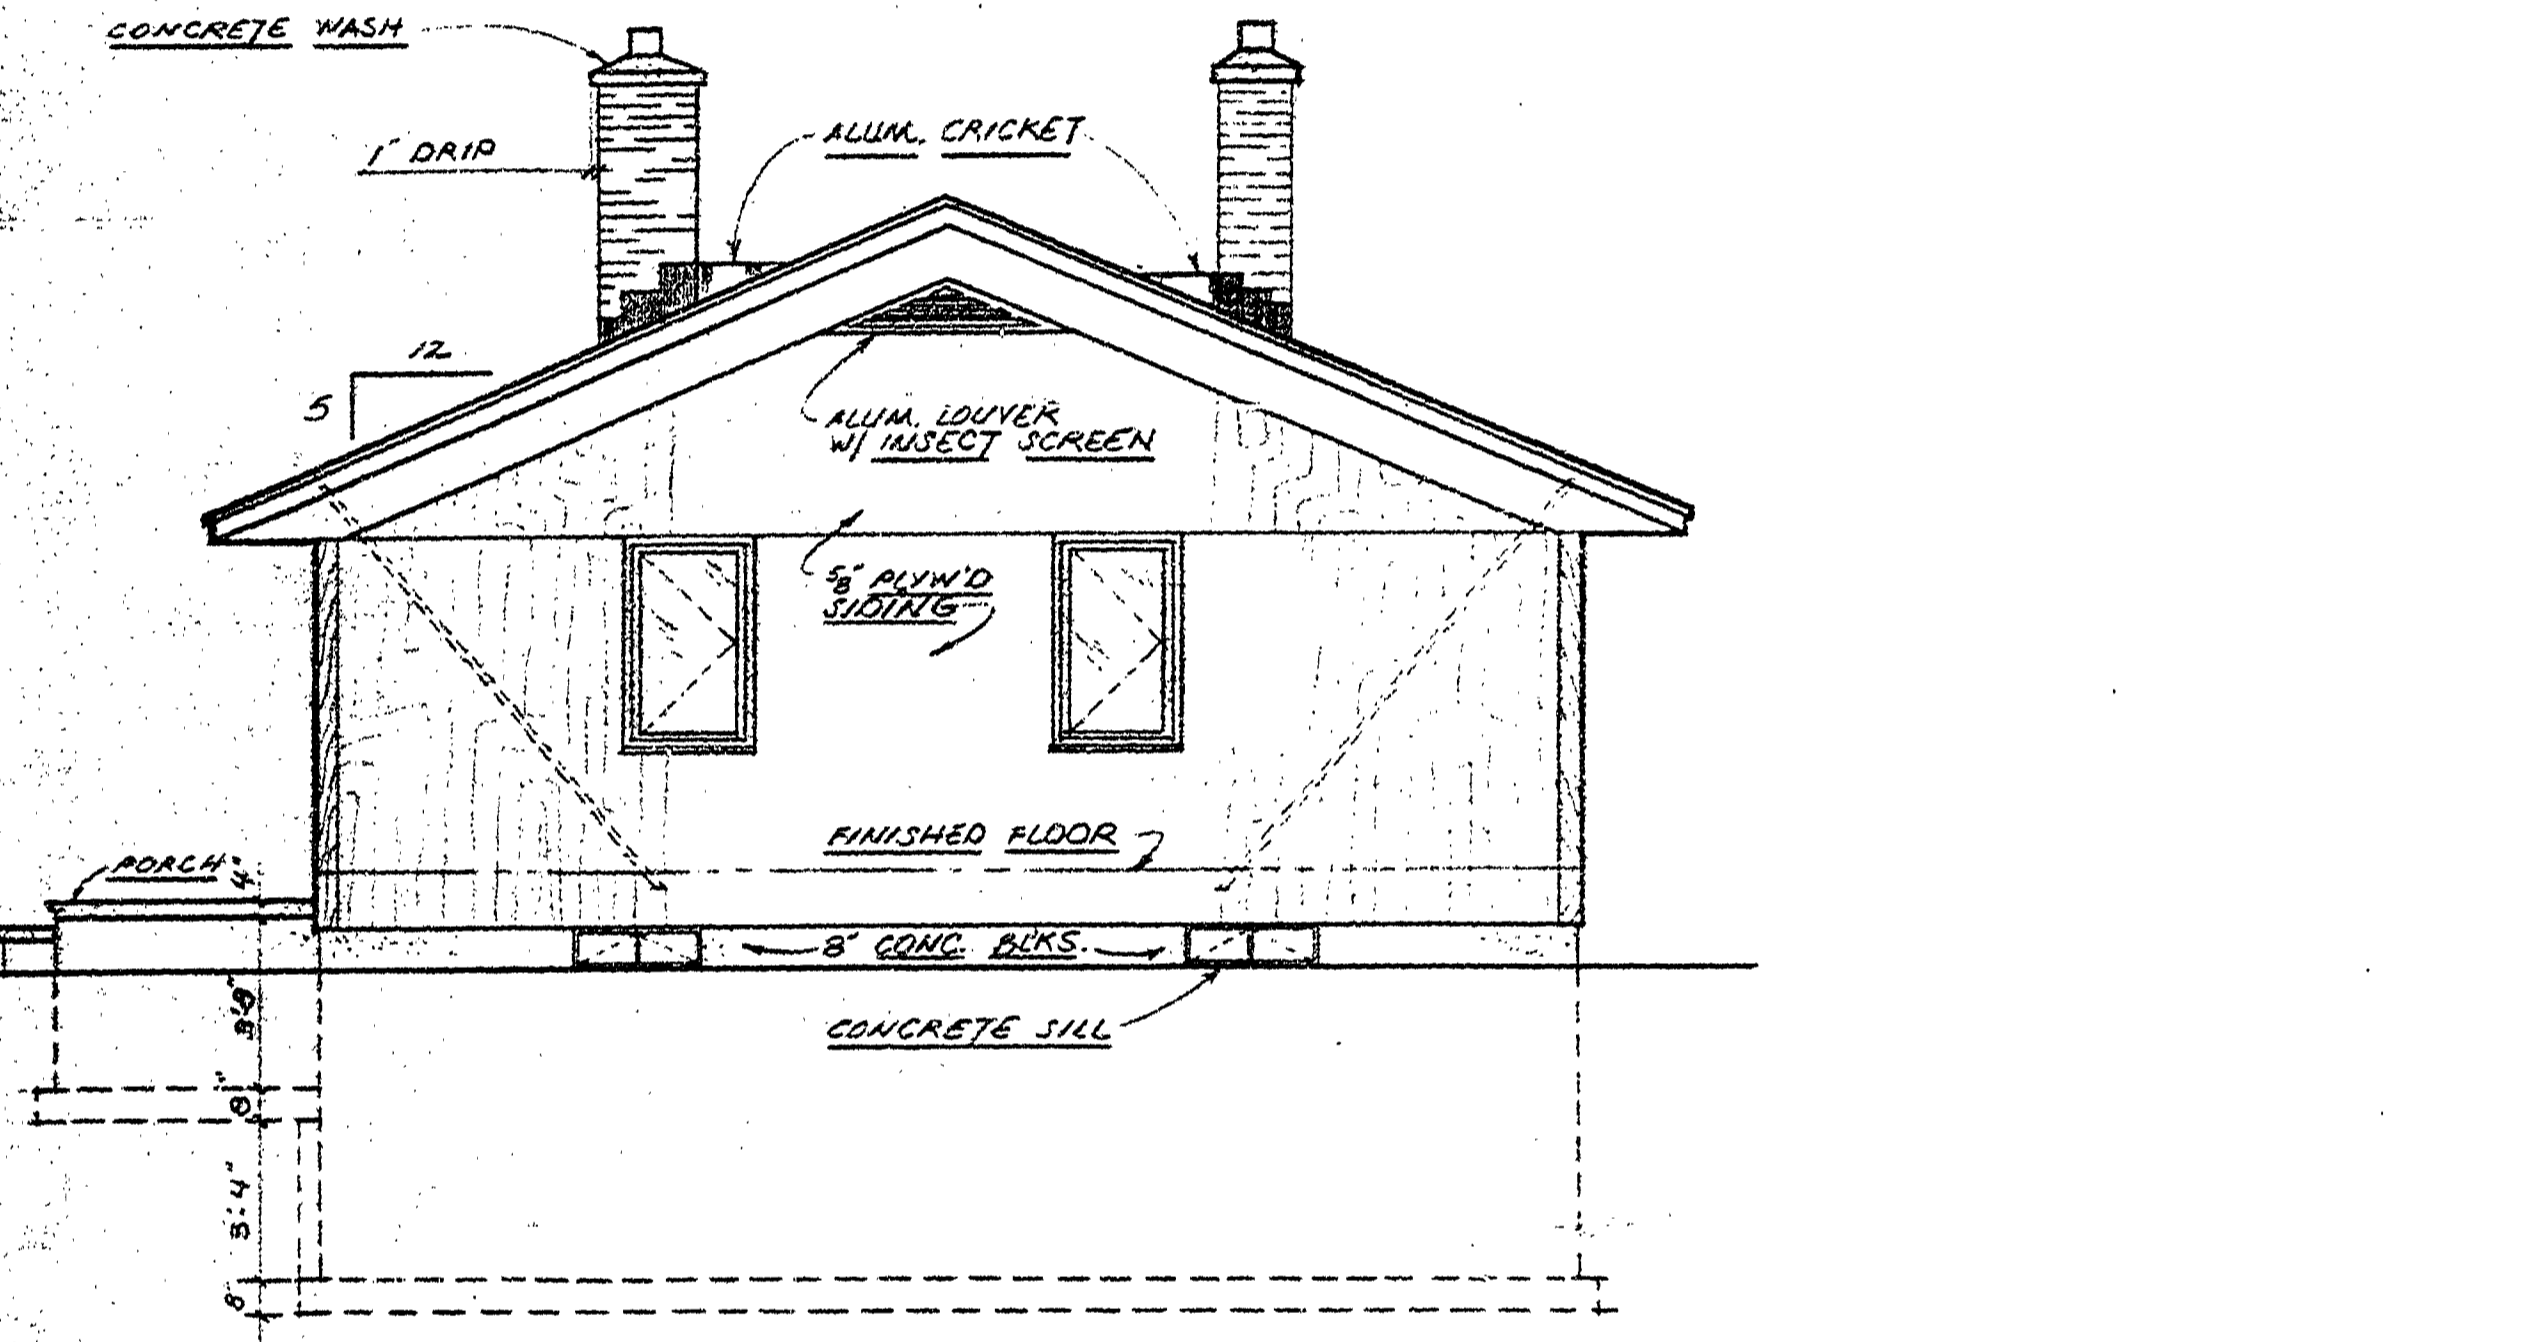 CONCRETE WASH
1" DRIP
ALUM. CRICKET
12
5
ALUM. LOUVER
W/ INSECT SCREEN
5/8" PLYW'D
SIDING
FINISHED FLOOR
PORCH
4"
8" CONC. BLKS.
CONCRETE SILL
3'8"
8"
3'-4"
8"